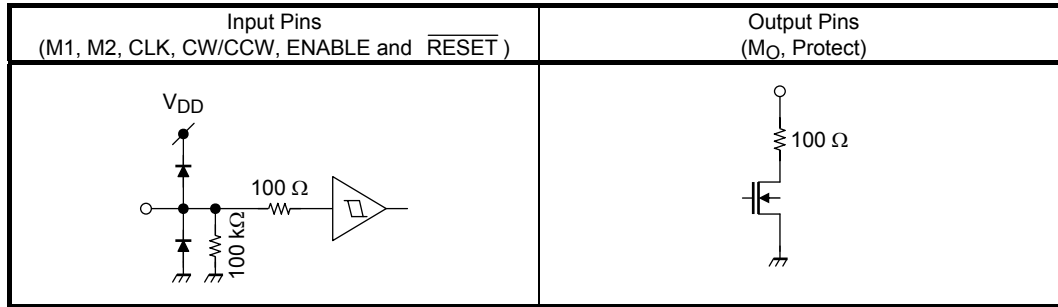 Input Pins
(M1, M2, CLK, CW/CCW, ENABLE and RESET )
Output Pins
(MO, Protect)
VDD
100 Ω
100 kΩ
100 Ω